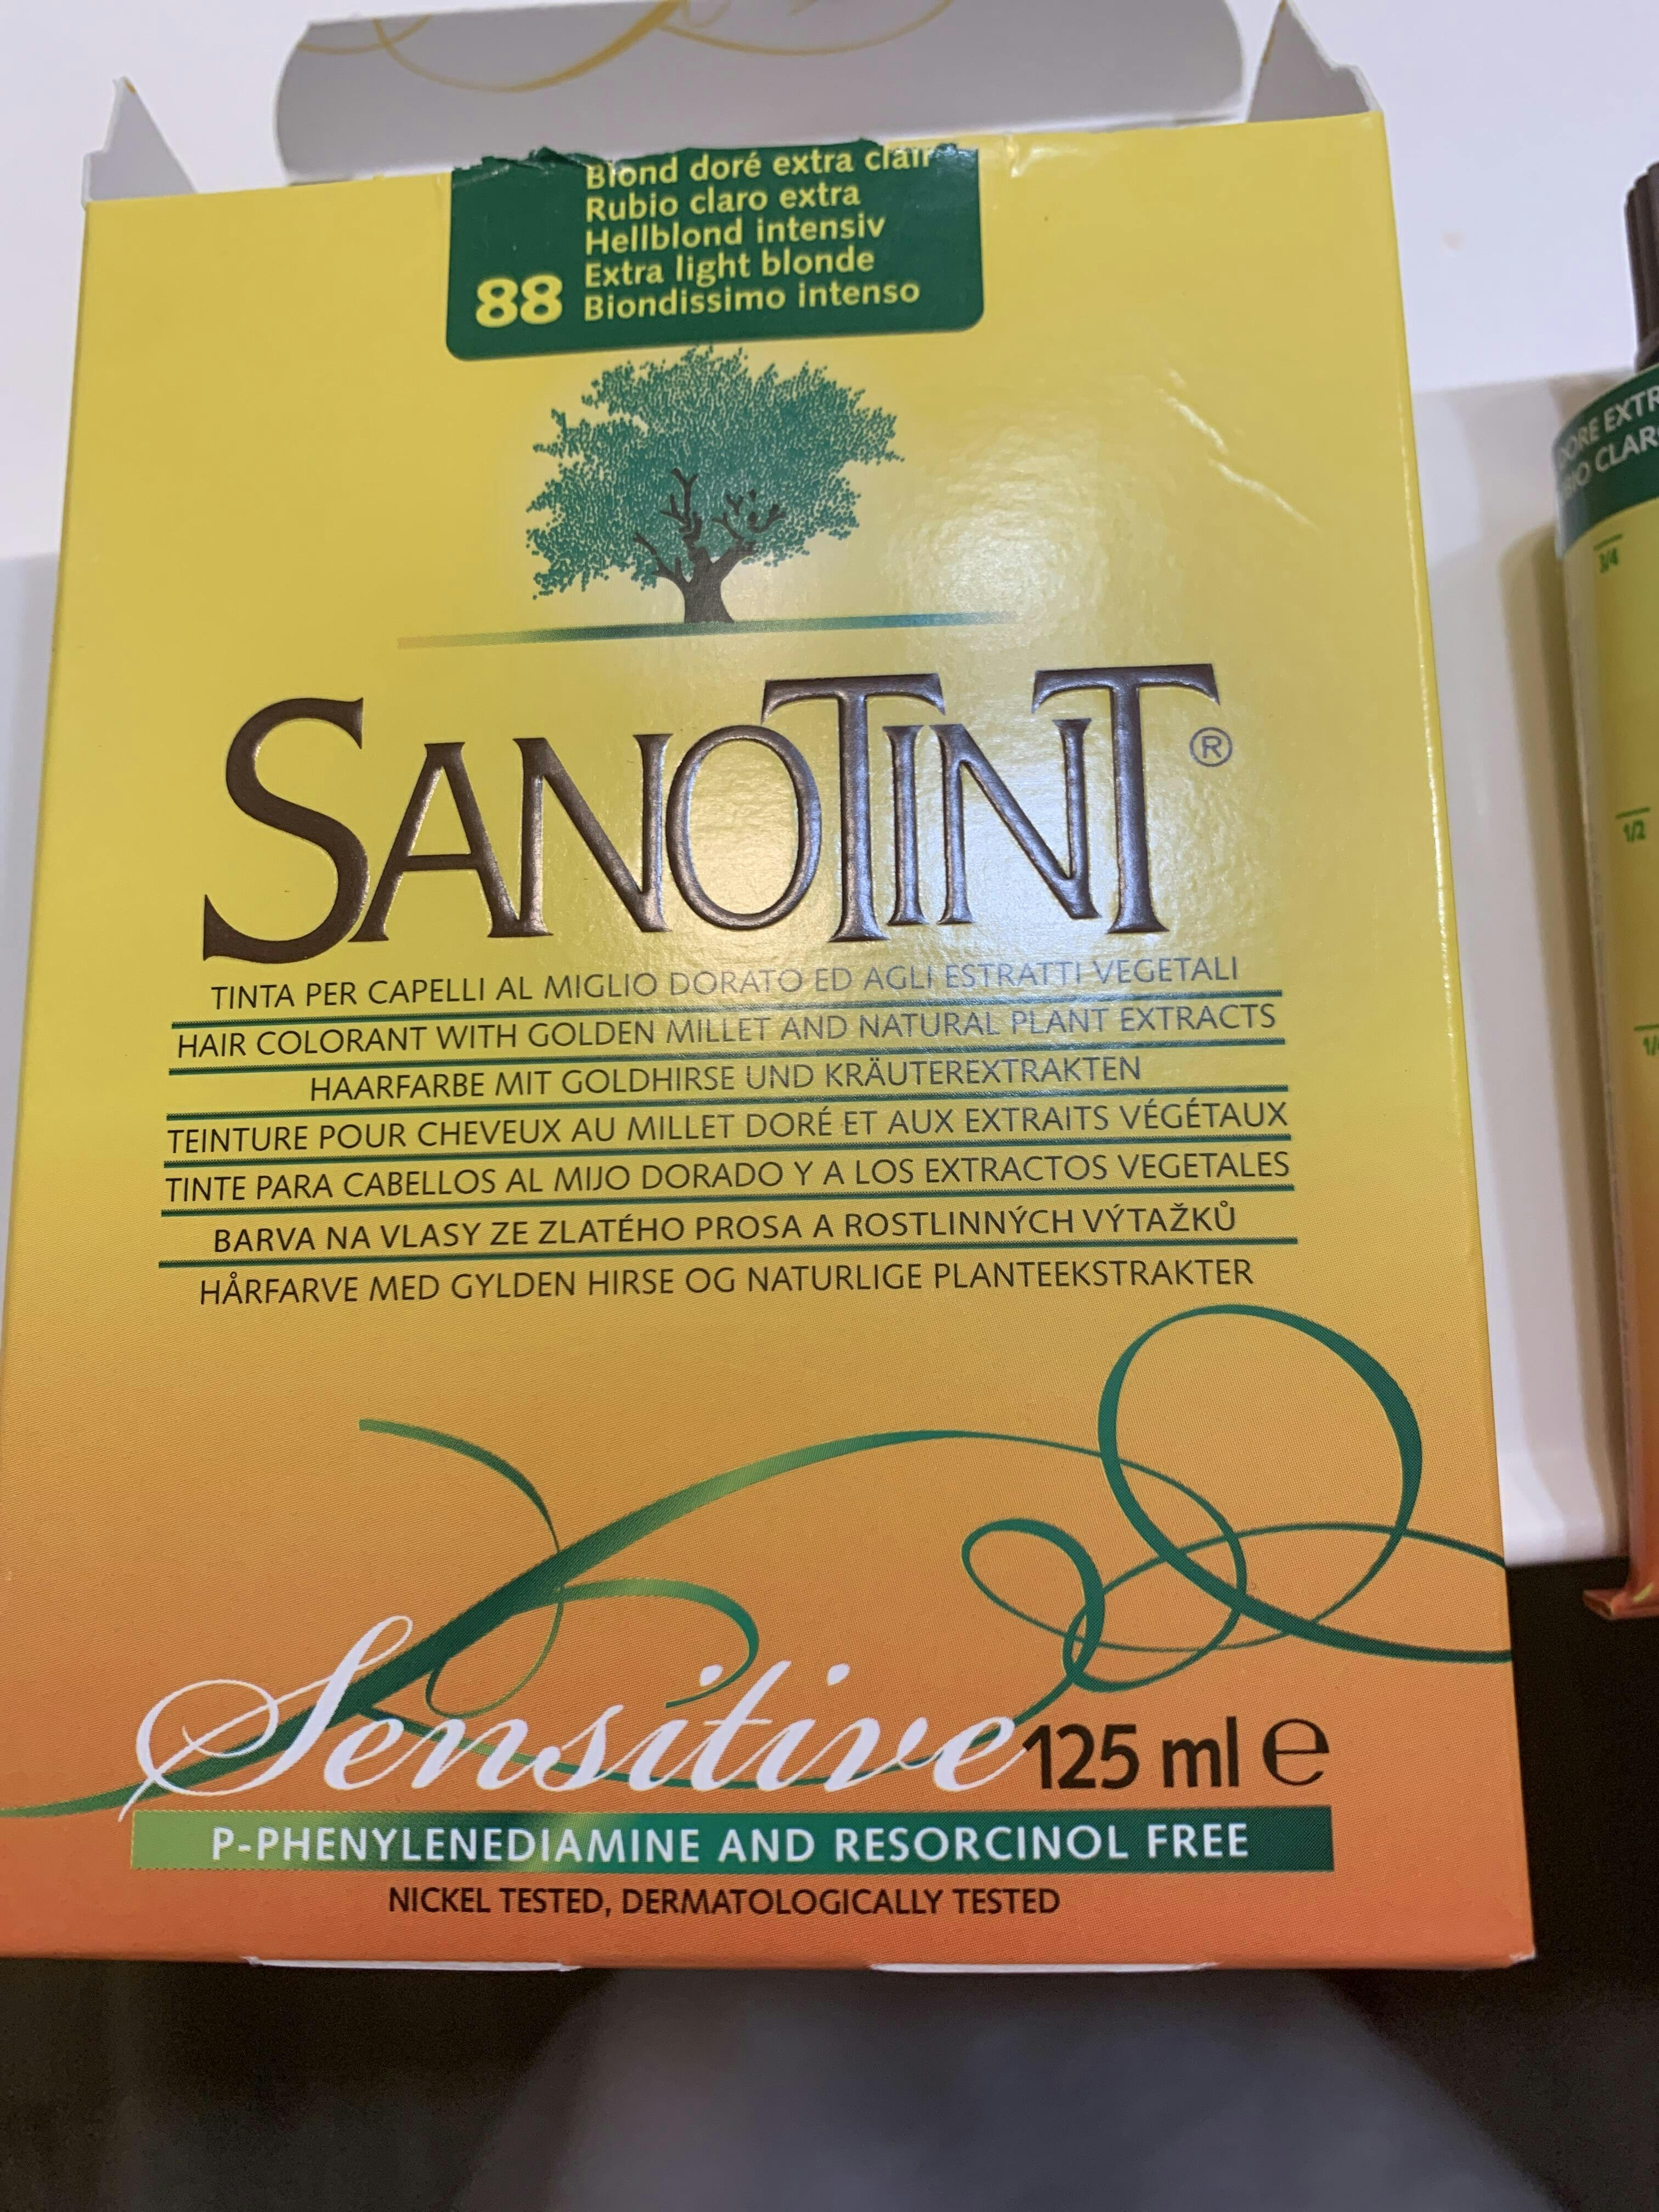 Blond doré extra clair
Rubio claro extra
Hellblond intensiv
Extra light blonde
88 Biondissimo intenso
SANOTINT®
TINTA PER CAPELLI AL MIGLIO DORATO ED AGLI ESTRATTI VEGETALI
HAIR COLORANT WITH GOLDEN MILLET AND NATURAL PLANT EXTRACTS
HAARFARBE MIT GOLDHIRSE UND KRÄUTEREXTRAKTEN
TEINTURE POUR CHEVEUX AU MILLET DORÉ ET AUX EXTRAITS VÉGÉTAUX
TINTE PARA CABELLOS AL MIJO DORADO Y A LOS EXTRACTOS VEGETALES
BARVA NA VLASY ZE ZLATÉHO PROSA A ROSTLINNÝCH VÝTAŽKŮ
HÅRFARVE MED GYLDEN HIRSE OG NATURLIGE PLANTEEKSTRAKTER
Sensitive 125 ml e
P-PHENYLENEDIAMINE AND RESORCINOL FREE
NICKEL TESTED, DERMATOLOGICALLY TESTED
3/4
1/2